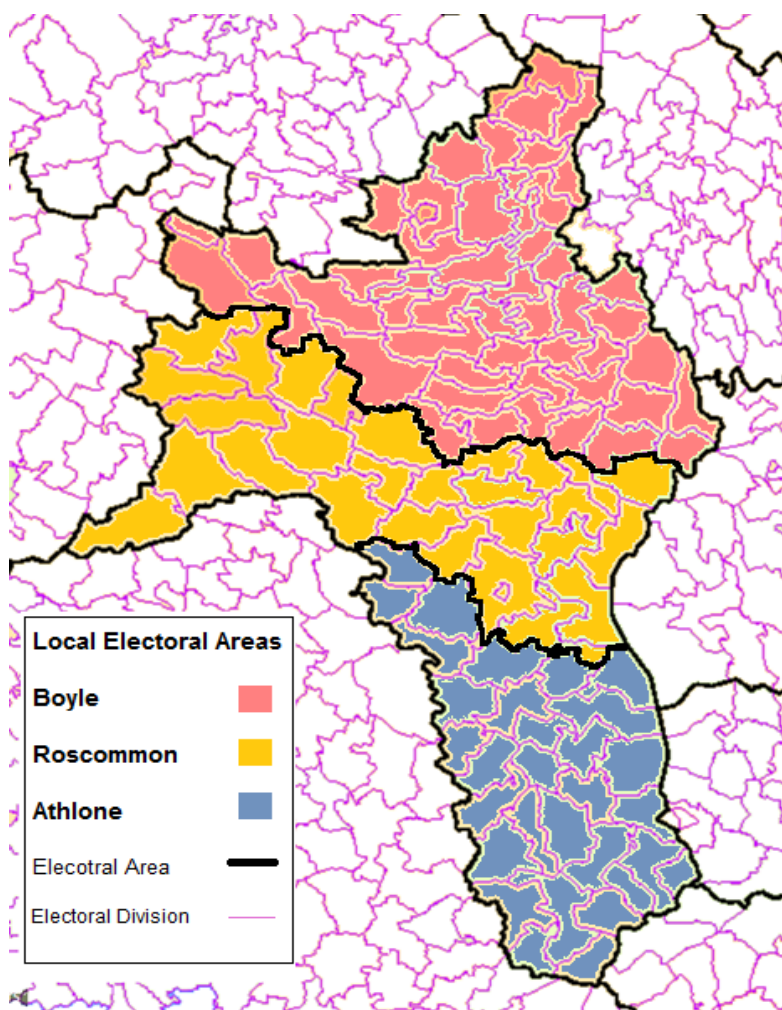 Local Electoral Areas
Boyle
Roscommon
Athlone
Elecotral Area
Electoral Division